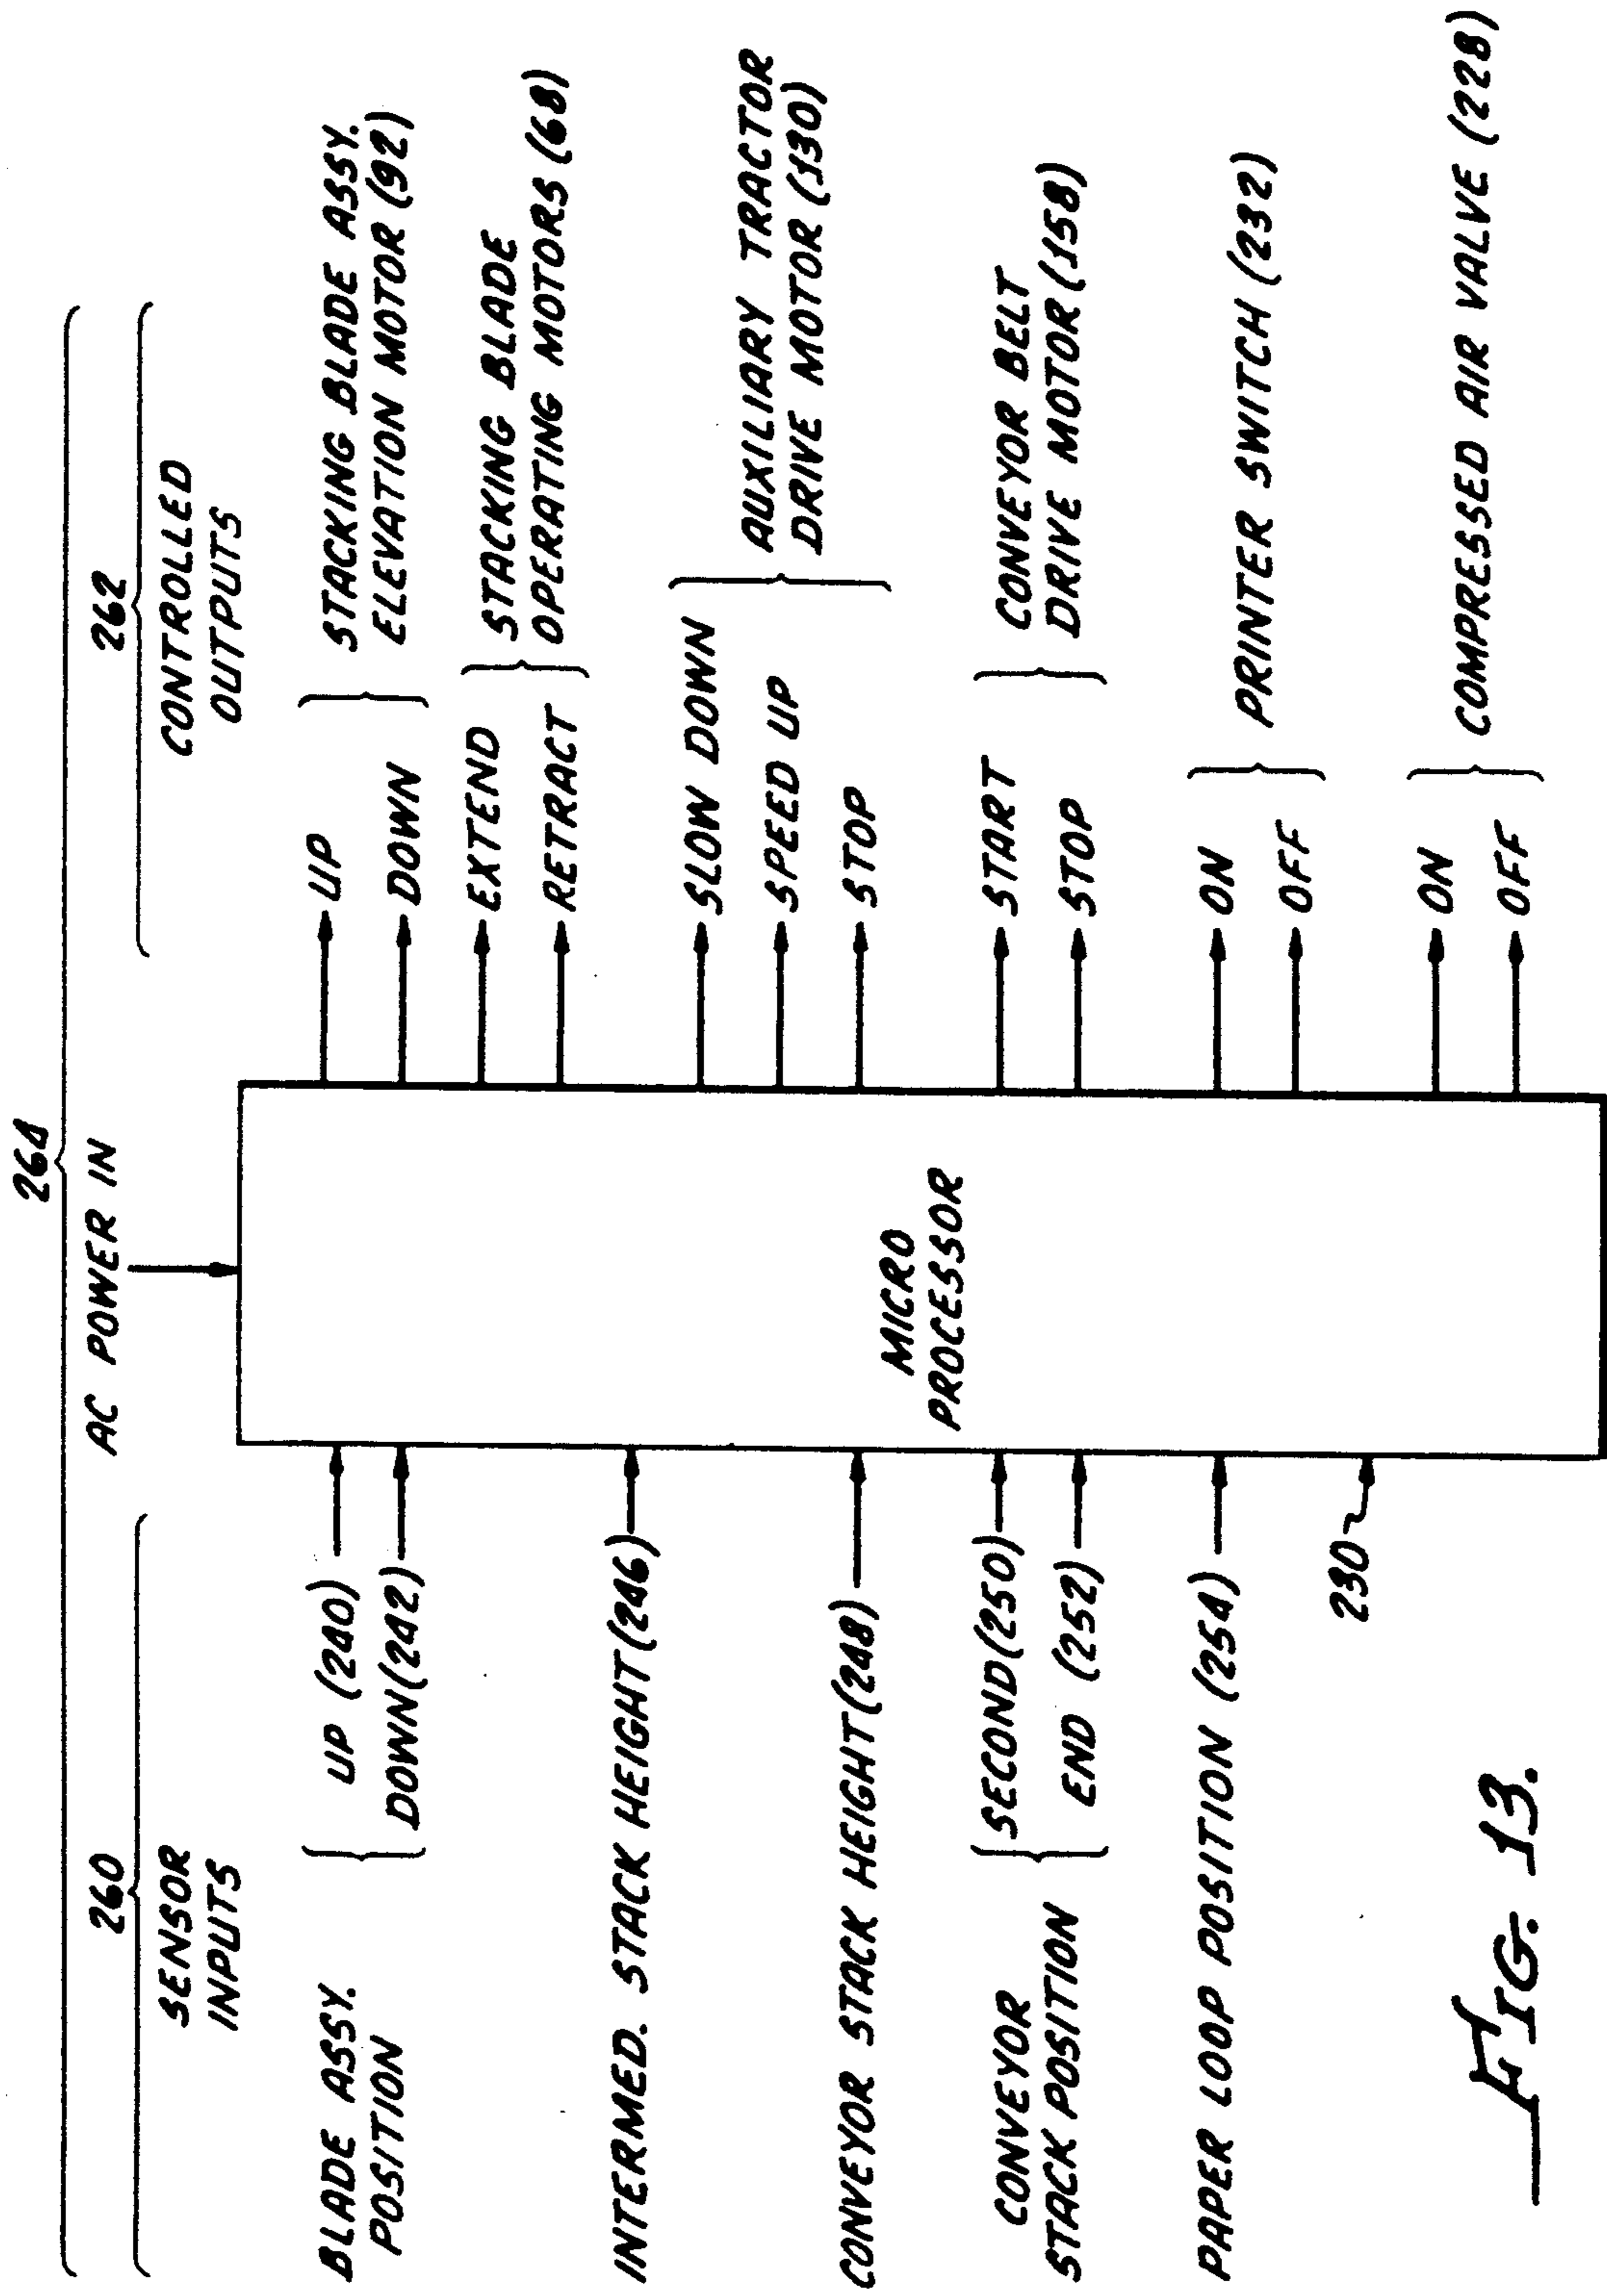 264
260
SENSOR
INPUTS
AC POWER IN
262
CONTROLLED
OUTPUTS
BLADE ASSY.
POSITION
UP (240)
DOWN (242)
INTERMED. STACK HEIGHT (246)
CONVEYOR STACK HEIGHT (248)
CONVEYOR
STACK POSITION
SECOND (250)
END (252)
PAPER LOOP POSITION (254)
230
MICRO
PROCESSOR
UP
DOWN
STACKING BLADE ASSY.
ELEVATION MOTOR (92)
EXTEND
RETRACT
STACKING BLADE
OPERATING MOTORS (68)
SLOW DOWN
SPEED UP
STOP
AUXILIARY TRACTOR
DRIVE MOTOR (130)
START
STOP
CONVEYOR BELT
DRIVE MOTOR (158)
ON
OFF
PRINTER SWITCH (232)
ON
OFF
COMPRESSED AIR VALVE (228)
FIG. 13.